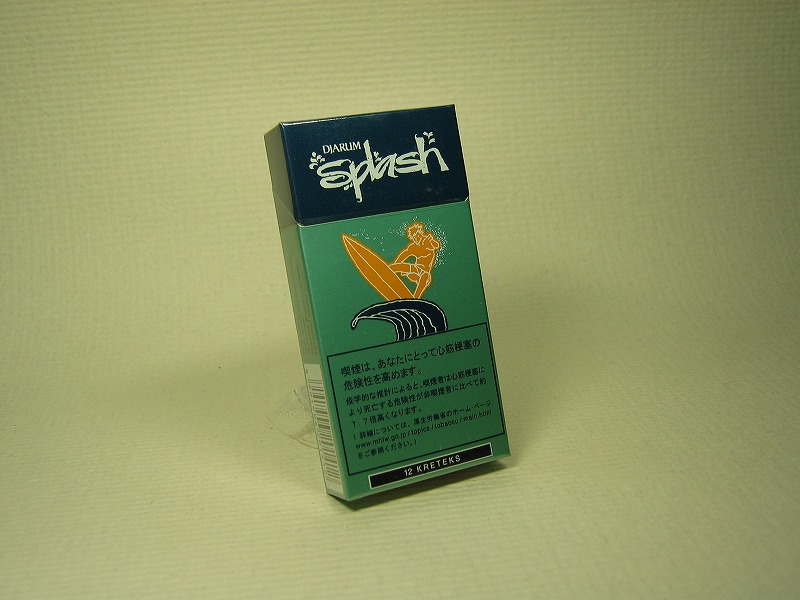 DJARUM
splash
喫煙は、あなたにとって心筋梗塞の
危険性を高めます。
疫学的な推計によると、喫煙者は心筋梗塞に
より死亡する危険性が非喫煙者に比べて約
1.7倍高くなります。
(詳細については、厚生労働省のホーム・ページ
www.mhlw.go.jp/topics/tobacco/main.html
をご参照ください。)
12 KRETEKS